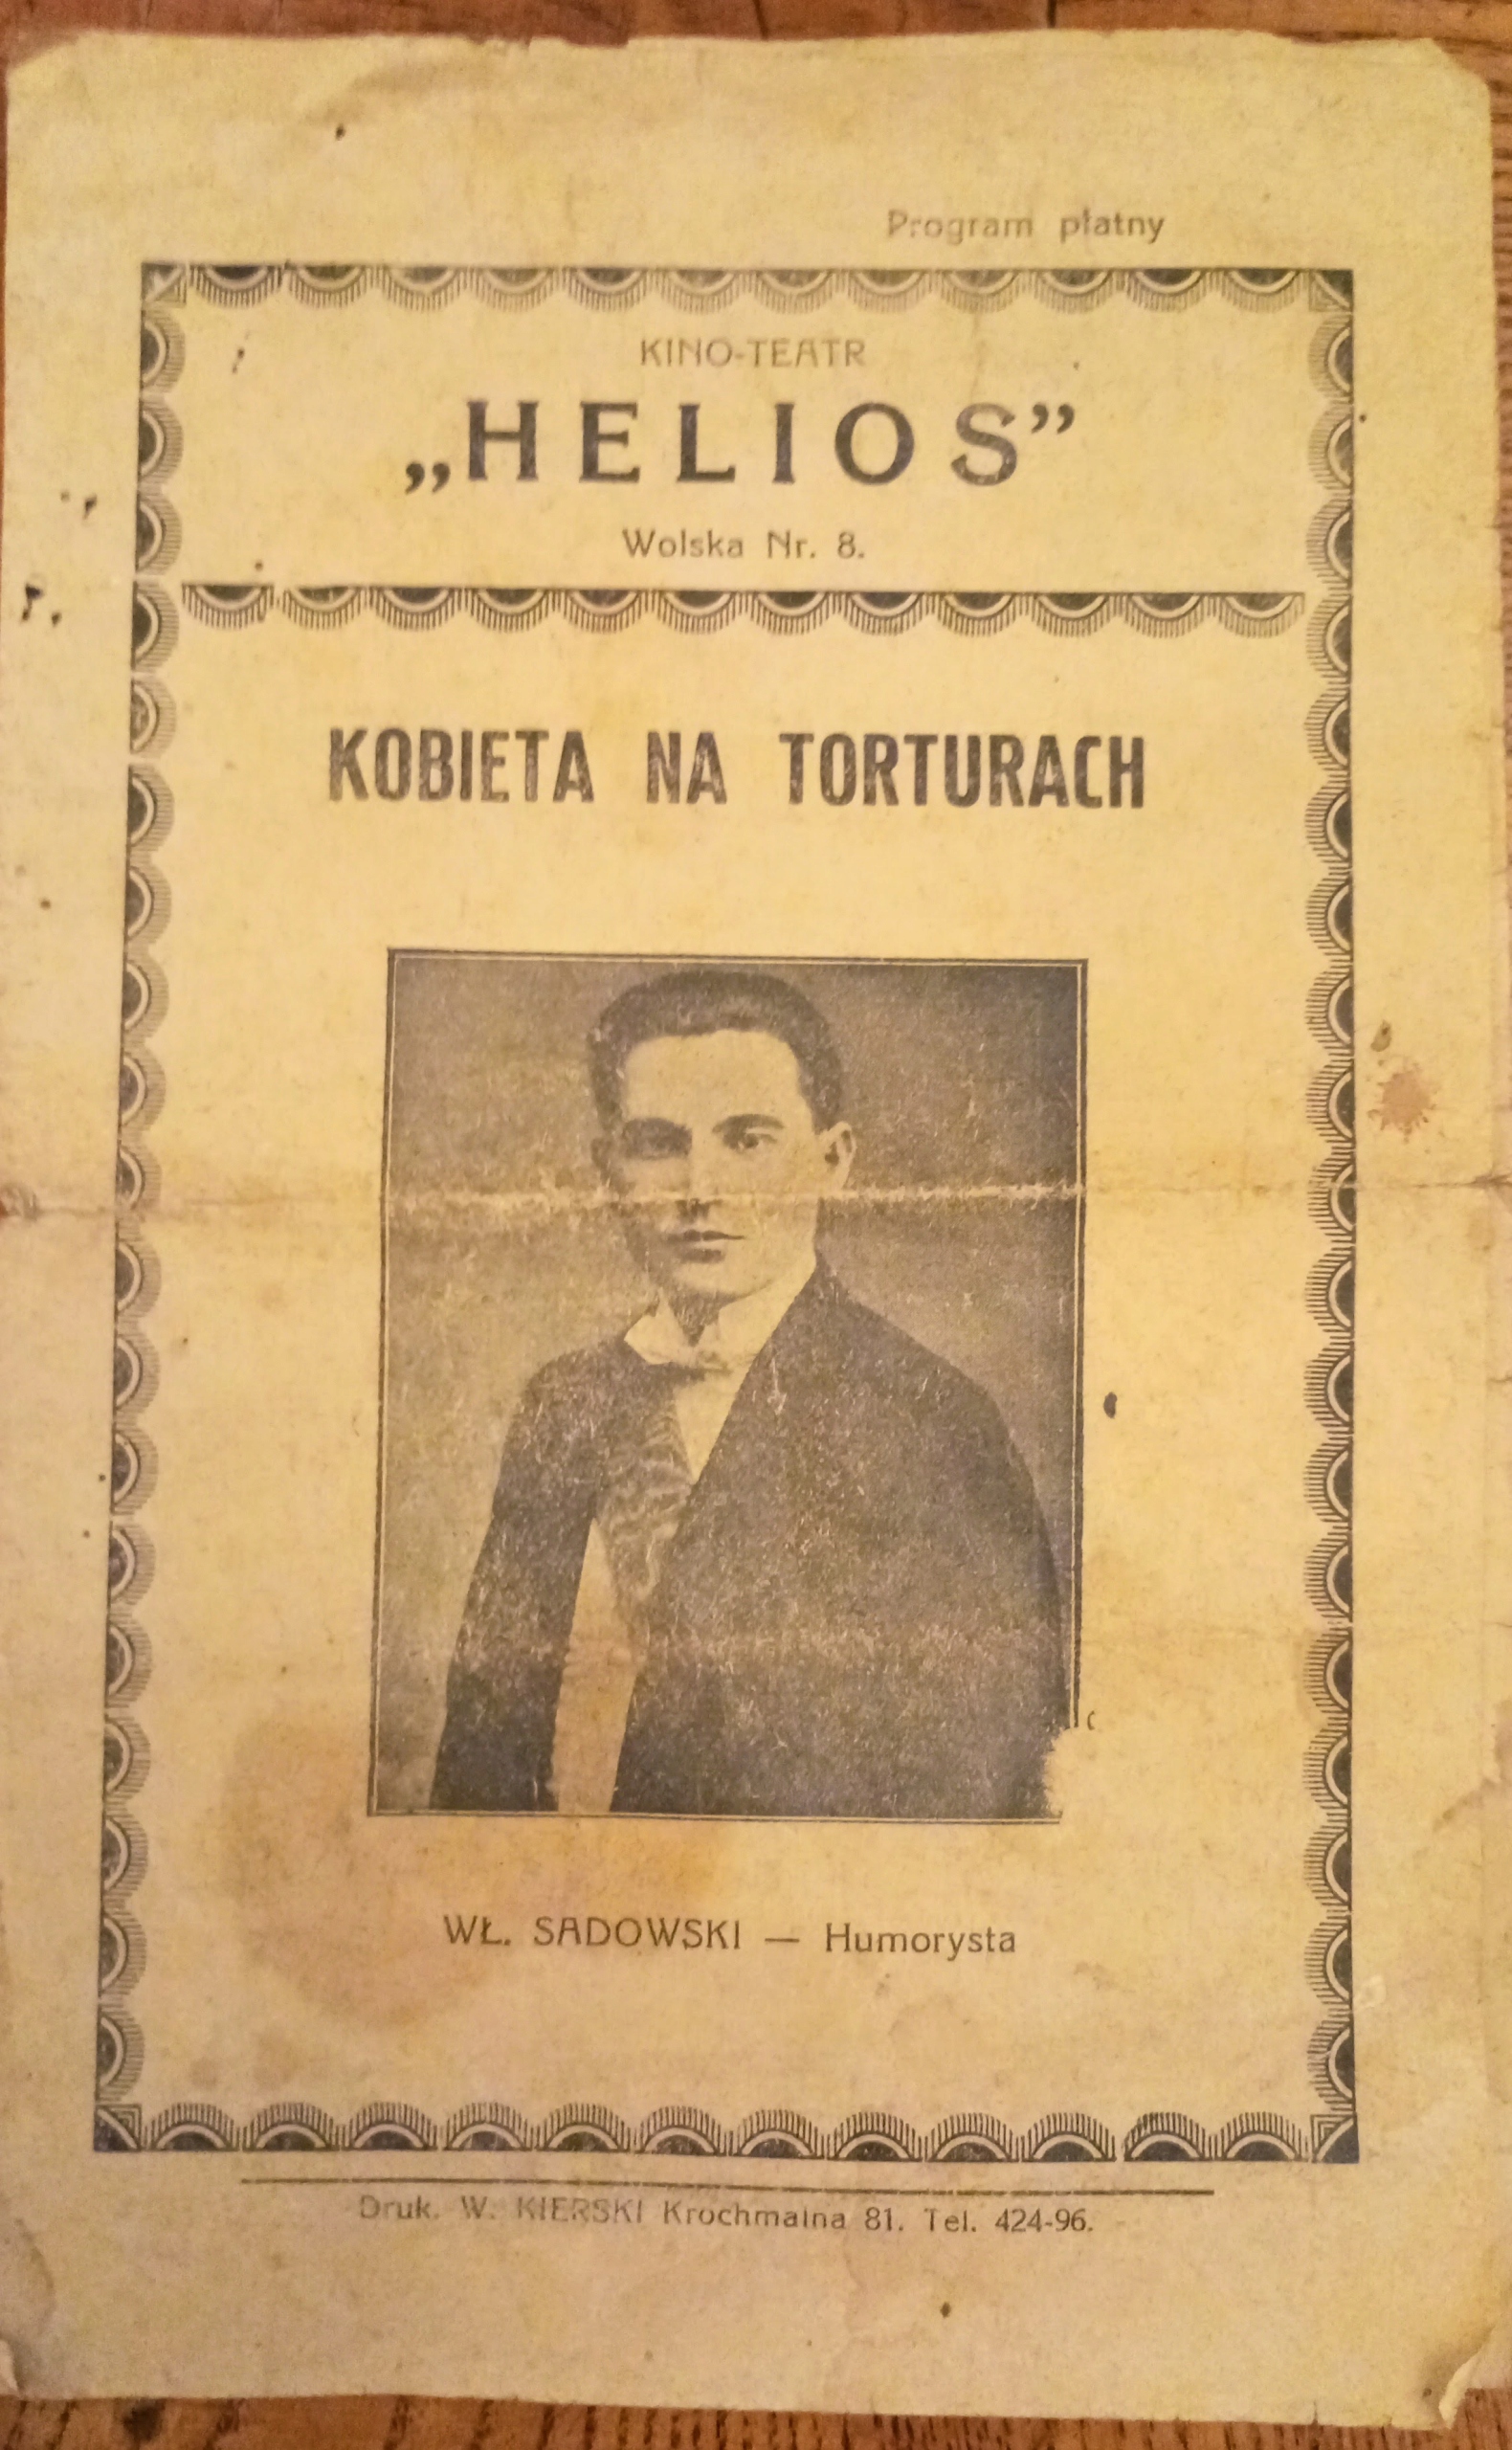 Program płatny
KINO-TEATR
„HELIOS”
Wolska Nr. 8.
KOBIETA NA TORTURACH
WŁ. SADOWSKI — Humorysta
Druk. W. KIERSKI Krochmalna 81. Tel. 424-96.